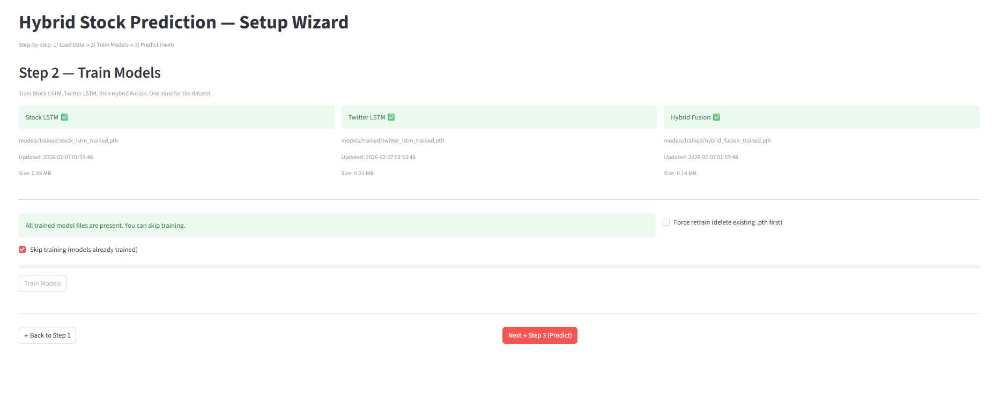 Hybrid Stock Prediction — Setup Wizard
Step-by-step: 1) Load Data → 2) Train Models → 3) Predict (next)
Step 2 — Train Models
Train Stock LSTM, Twitter LSTM, then Hybrid Fusion. One-time for the dataset.
Stock LSTM ✅
models/trained/stock_lstm_trained.pth
Updated: 2026-02-07 01:53:48
Size: 0.85 MB
Twitter LSTM ✅
models/trained/twitter_lstm_trained.pth
Updated: 2026-02-07 01:53:48
Size: 0.22 MB
Hybrid Fusion ✅
models/trained/hybrid_fusion_trained.pth
Updated: 2026-02-07 01:53:48
Size: 0.14 MB
All trained model files are present. You can skip training.
Force retrain (delete existing .pth first)
Skip training (models already trained)
Train Models
← Back to Step 1
Next → Step 3 (Predict)